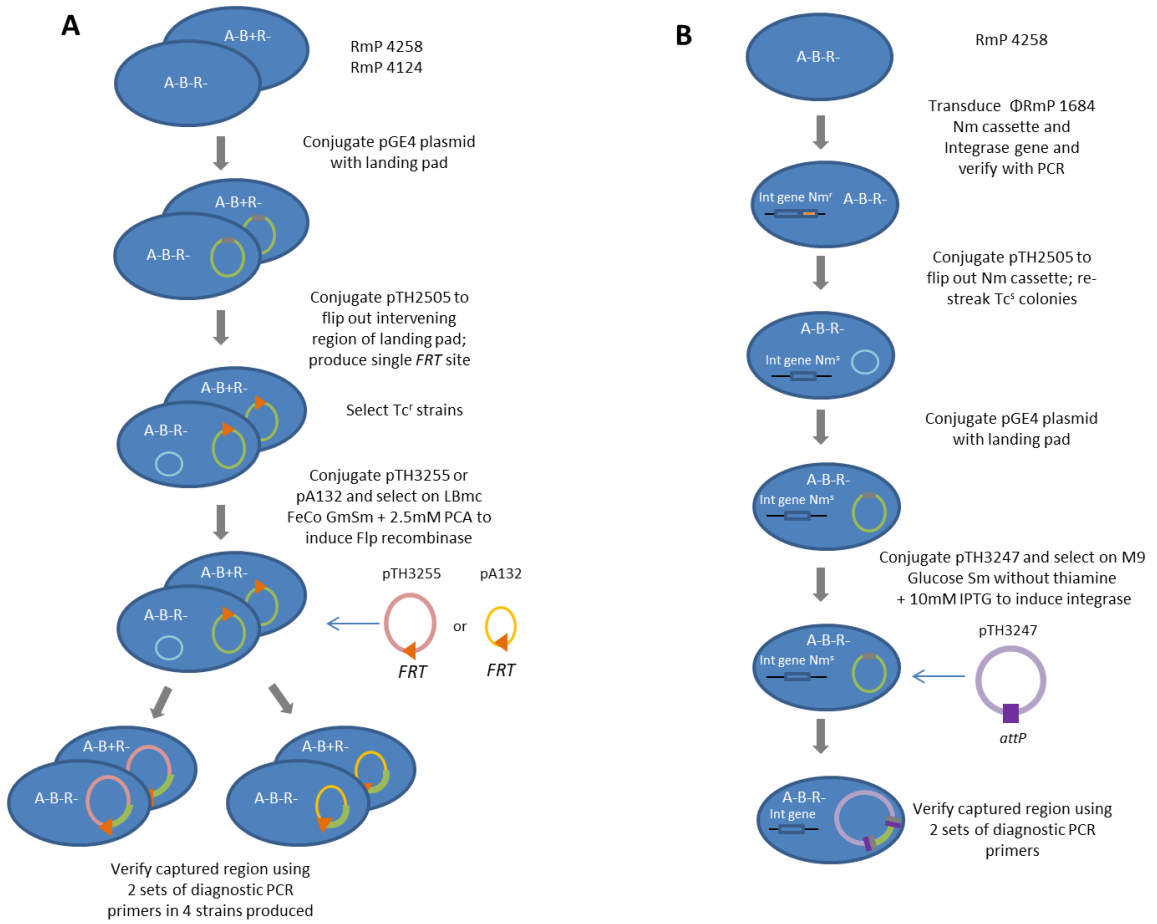 A
A-B+R-
A-B-R-
RmP 4258
RmP 4124
Conjugate pGE4 plasmid
with landing pad
A-B+R-
A-B-R-
Conjugate pTH2505 to
flip out intervening
region of landing pad;
produce single FRT site
Select Tcʳ strains
A-B+R-
A-B-R-
Conjugate pTH3255 or
pA132 and select on LBmc
FeCo GmSm + 2.5mM PCA to
induce Flp recombinase
A-B+R-
A-B-R-
pTH3255
or
pA132
FRT
FRT
A-B+R-
A-B-R-
A-B+R-
A-B-R-
Verify captured region using
2 sets of diagnostic PCR
primers in 4 strains produced
B
A-B-R-
RmP 4258
Transduce ΦRmP 1684
Nm cassette and
Integrase gene and
verify with PCR
Int gene Nmʳ
A-B-R-
Conjugate pTH2505 to
flip out Nm cassette; re-
streak Tcˢ colonies
A-B-R-
Int gene Nmˢ
Conjugate pGE4 plasmid
with landing pad
A-B-R-
Int gene Nmˢ
Conjugate pTH3247 and select on M9
Glucose Sm without thiamine
+ 10mM IPTG to induce integrase
A-B-R-
Int gene Nmˢ
pTH3247
attP
A-B-R-
Int gene
Verify captured region using
2 sets of diagnostic PCR
primers